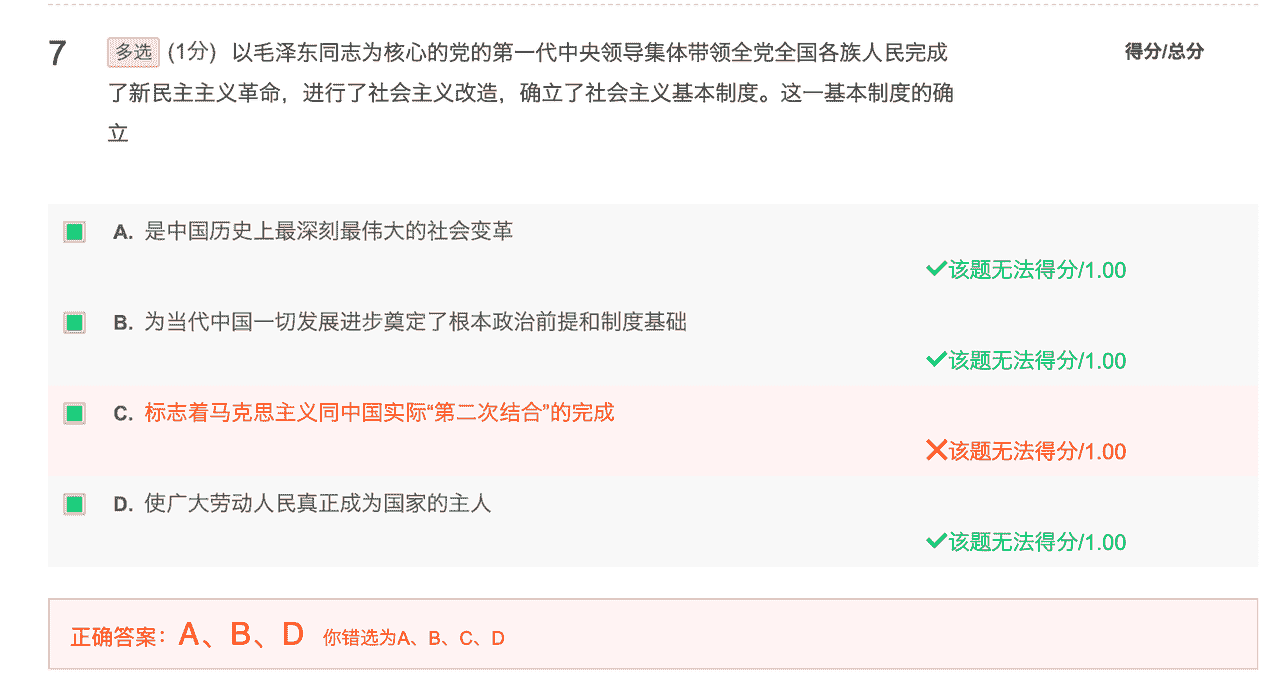 7 多选 (1分) 以毛泽东同志为核心的党的第一代中央领导集体带领全党全国各族人民完成 得分/总分
了新民主主义革命，进行了社会主义改造，确立了社会主义基本制度。这一基本制度的确
立
A. 是中国历史上最深刻最伟大的社会变革
该题无法得分/1.00
B. 为当代中国一切发展进步奠定了根本政治前提和制度基础
该题无法得分/1.00
C. 标志着马克思主义同中国实际“第二次结合”的完成
该题无法得分/1.00
D. 使广大劳动人民真正成为国家的主人
该题无法得分/1.00
正确答案：A、B、D 你错选为A、B、C、D